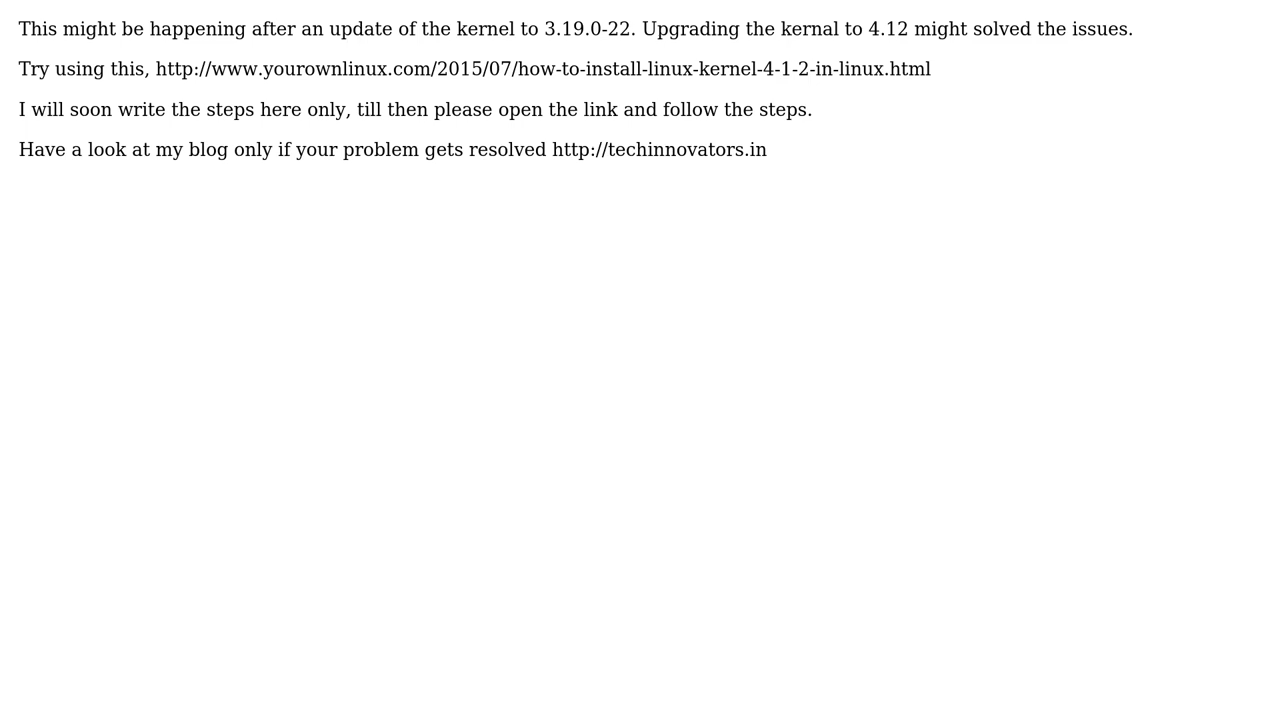 This might be happening after an update of the kernel to 3.19.0-22. Upgrading the kernal to 4.12 might solved the issues.
Try using this, http://www.yourownlinux.com/2015/07/how-to-install-linux-kernel-4-1-2-in-linux.html
I will soon write the steps here only, till then please open the link and follow the steps.
Have a look at my blog only if your problem gets resolved http://techinnovators.in